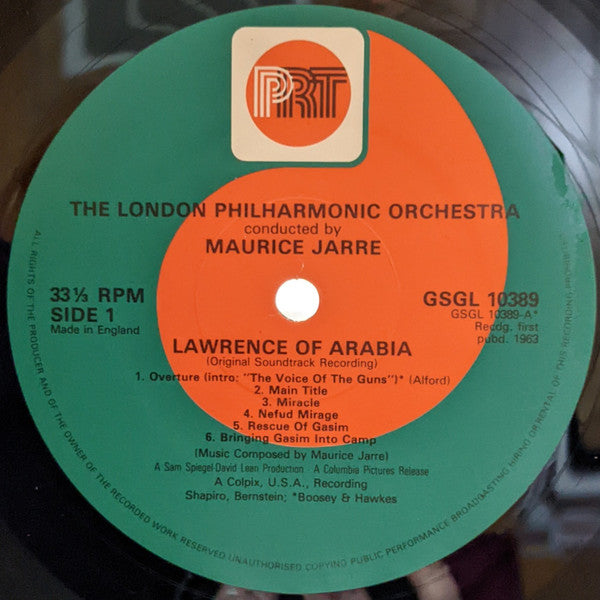 PRT
THE LONDON PHILHARMONIC ORCHESTRA
conducted by
MAURICE JARRE
33⅓ RPM
SIDE 1
Made in England
GSGL 10389
GSGL 10389-A*
Recdg. first
pubd. 1963
LAWRENCE OF ARABIA
(Original Soundtrack Recording)
1. Overture (intro: "The Voice Of The Guns")* (Alford)
2. Main Title
3. Miracle
4. Nefud Mirage
5. Rescue Of Gasim
6. Bringing Gasim Into Camp
(Music Composed by Maurice Jarre)
A Sam Spiegel-David Lean Production · A Columbia Pictures Release
A Colpix, U.S.A., Recording
Shapiro, Bernstein; *Boosey & Hawkes
ALL RIGHTS OF THE PRODUCER AND OF THE OWNER OF THE RECORDED WORK RESERVED UNAUTHORISED COPYING PUBLIC PERFORMANCE BROADCASTING HIRING OR RENTAL OF THIS RECORDING